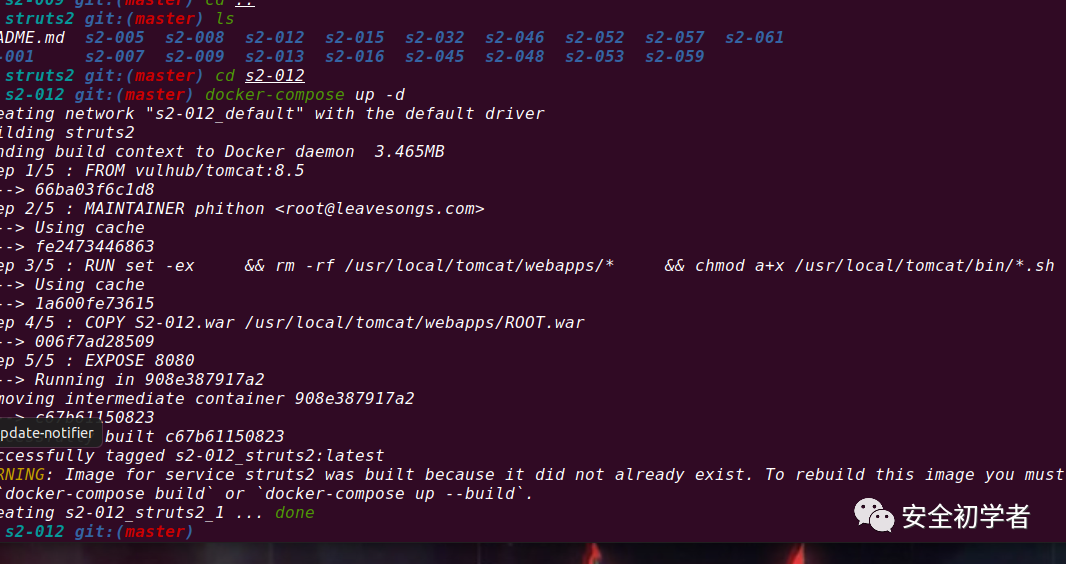 s2-009 git:(master) cd ..
struts2 git:(master) ls
ADME.md s2-005 s2-008 s2-012 s2-015 s2-032 s2-046 s2-052 s2-057 s2-061
-001 s2-007 s2-009 s2-013 s2-016 s2-045 s2-048 s2-053 s2-059
struts2 git:(master) cd s2-012
s2-012 git:(master) docker-compose up -d
eating network "s2-012_default" with the default driver
ilding struts2
nding build context to Docker daemon 3.465MB
ep 1/5 : FROM vulhub/tomcat:8.5
--> 66ba03f6c1d8
ep 2/5 : MAINTAINER phithon <root@leavesongs.com>
--> Using cache
--> fe2473446863
ep 3/5 : RUN set -ex && rm -rf /usr/local/tomcat/webapps/* && chmod a+x /usr/local/tomcat/bin/*.sh
--> Using cache
--> 1a600fe73615
ep 4/5 : COPY S2-012.war /usr/local/tomcat/webapps/ROOT.war
--> 006f7ad28509
ep 5/5 : EXPOSE 8080
--> Running in 908e387917a2
moving intermediate container 908e387917a2
--> c67b61150823
pdate-notifier
built c67b61150823
ccessfully tagged s2-012_struts2:latest
RNING: Image for service struts2 was built because it did not already exist. To rebuild this image you must
`docker-compose build` or `docker-compose up --build`.
eating s2-012_struts2_1 ... done
s2-012 git:(master)
安全初学者